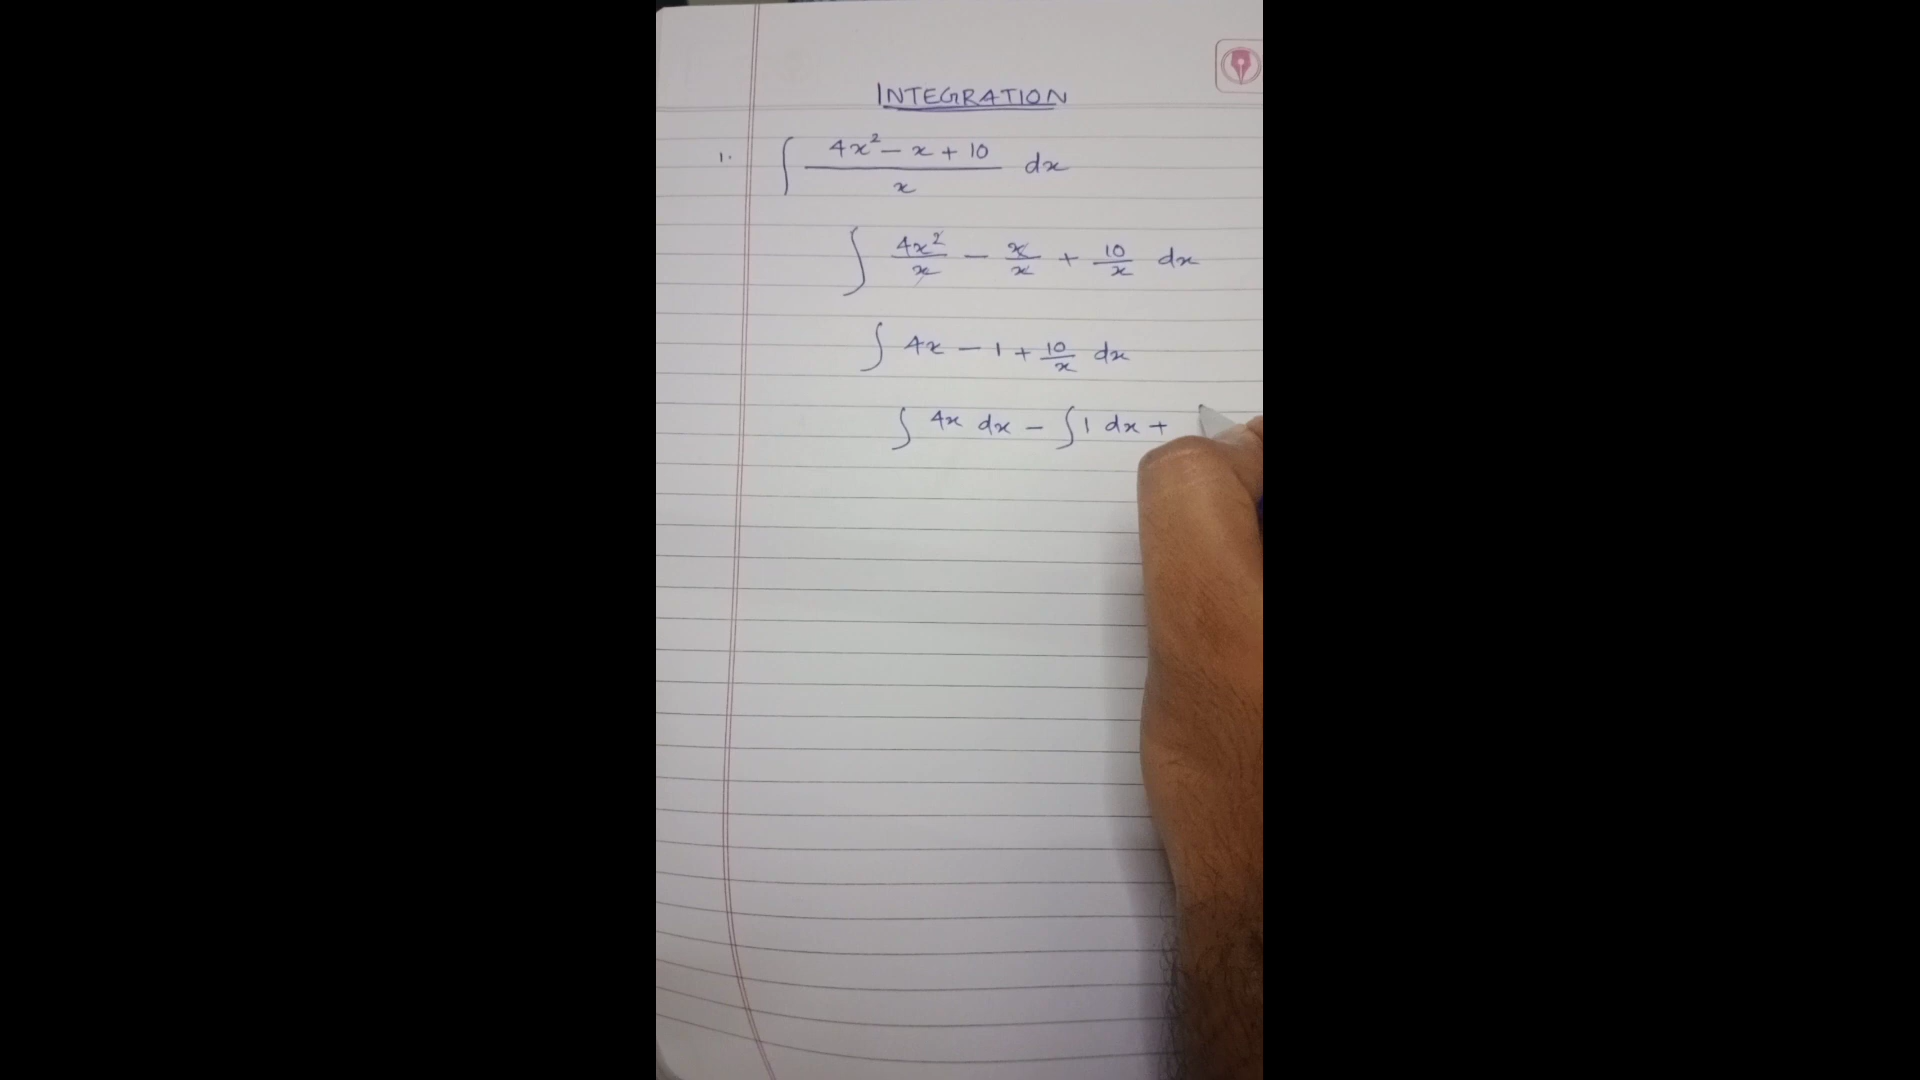 INTEGRATION
1. ∫ (4x² − x + 10)/x dx
∫ 4x²/x − x/x + 10/x dx
∫ 4x − 1 + 10/x dx
∫ 4x dx − ∫ 1 dx +